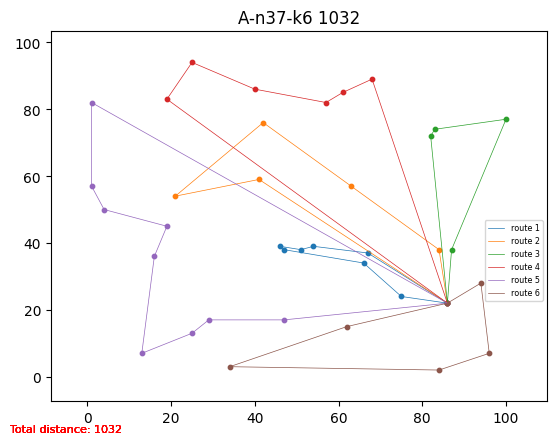 A-n37-k6 1032
100
80
60
40
20
0
route 1
route 2
route 3
route 4
route 5
route 6
0 20 40 60 80 100
Total distance: 1032